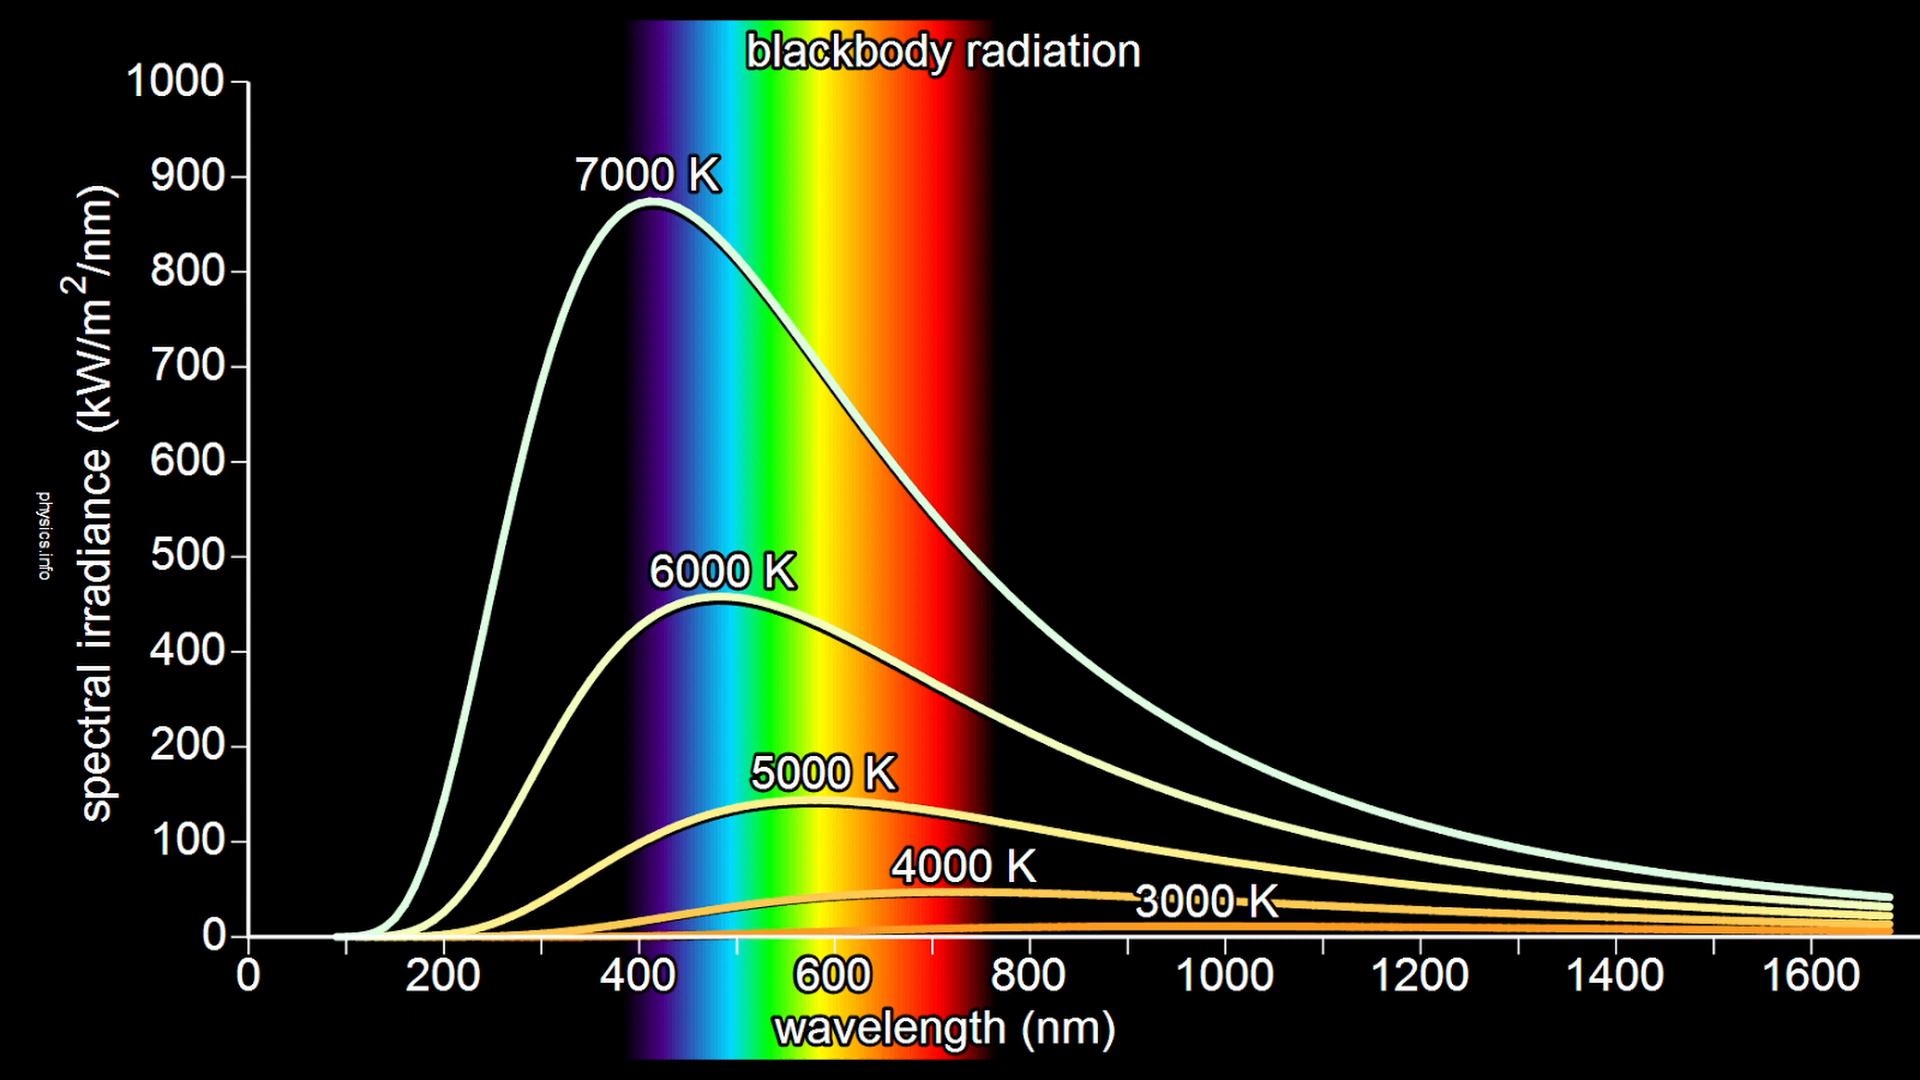 blackbody radiation
1000
900
800
700
600
500
400
200
100
0
spectral irradiance (kW/m²/nm)
physics.info
7000 K
6000 K
5000 K
4000 K
3000 K
0 200 400 600 800 1000 1200 1400 1600
wavelength (nm)